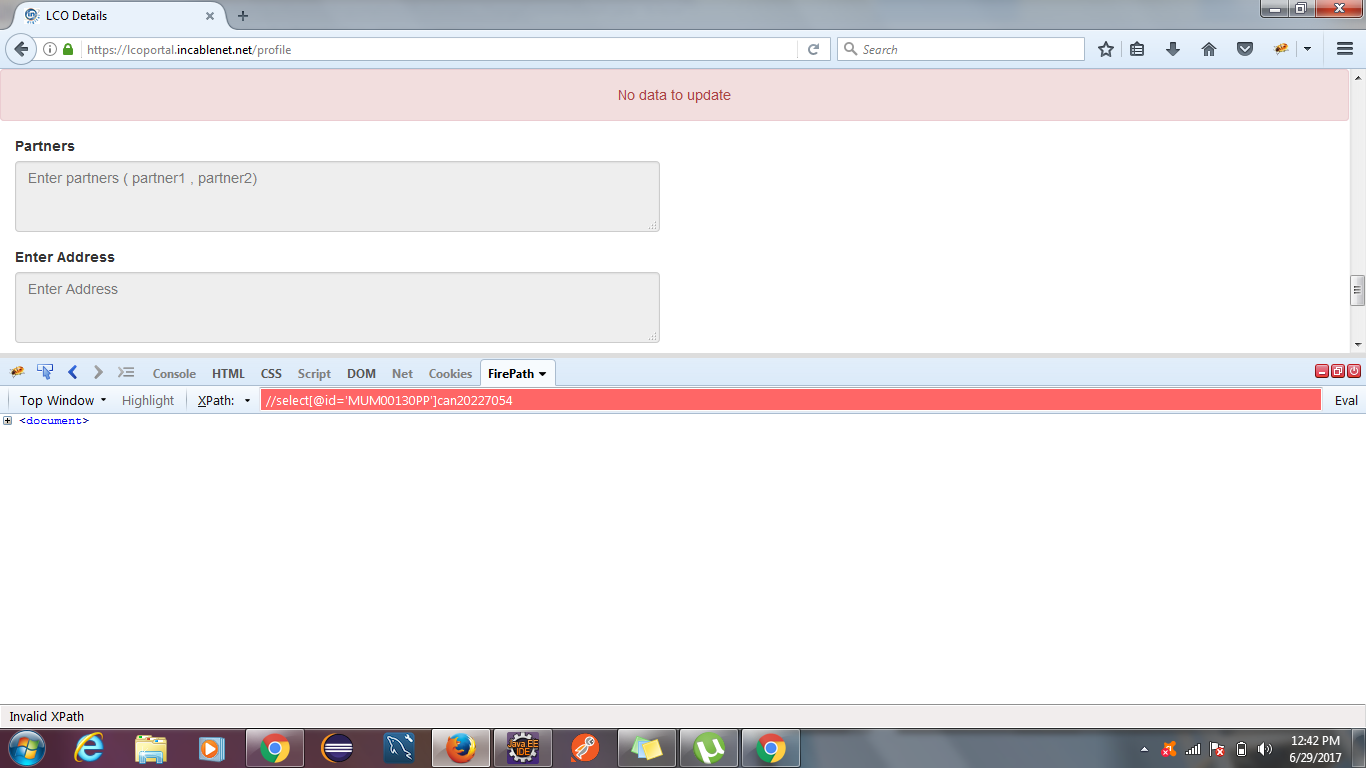 LCO Details
https://lcoportal.incablenet.net/profile
Search
No data to update
Partners
Enter partners ( partner1 , partner2)
Enter Address
Enter Address
Console HTML CSS Script DOM Net Cookies FirePath
Top Window Highlight XPath: //select[@id='MUM00130PP']can20227054 Eval
<document>
Invalid XPath
Java EE
IDE
12:42 PM
6/29/2017